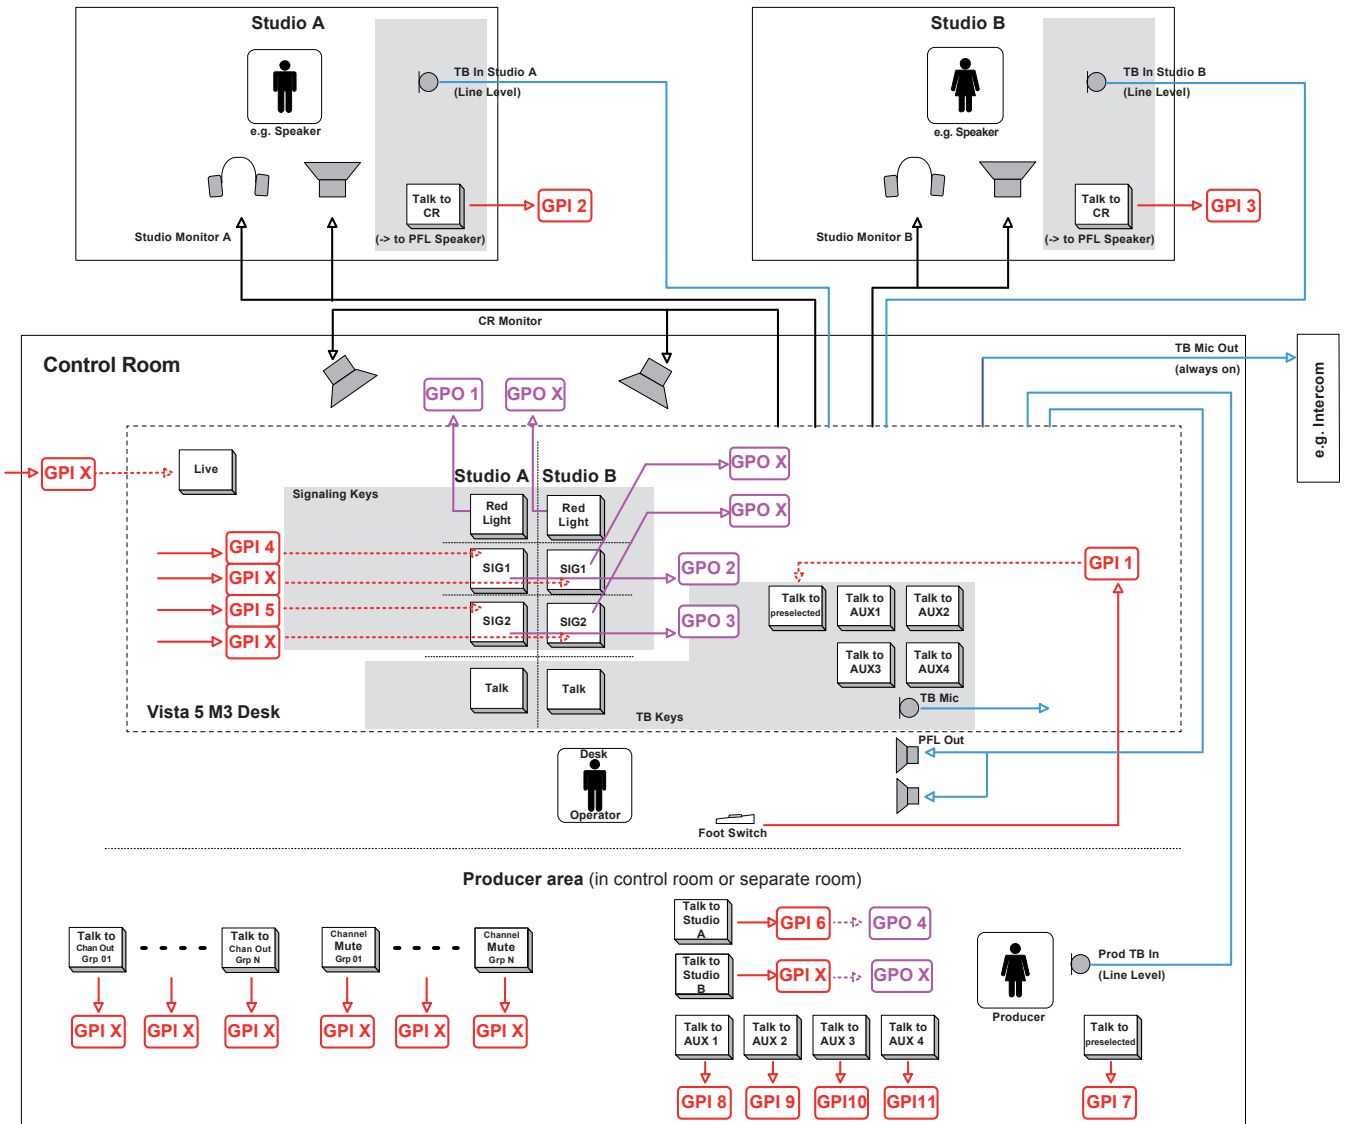 Studio A
TB In Studio A
(Line Level)
e.g. Speaker
Talk to
CR
GPI 2
Studio Monitor A
(-> to PFL Speaker)
Studio B
TB In Studio B
(Line Level)
e.g. Speaker
Talk to
CR
GPI 3
Studio Monitor B
(-> to PFL Speaker)
CR Monitor
Control Room
TB Mic Out
(always on)
e.g. Intercom
GPO 1
GPO X
GPI X
Live
Studio A
Studio B
GPO X
Signaling Keys
Red
Light
Red
Light
GPO X
GPI 4
GPI X
GPI 5
GPI X
SIG1
SIG1
GPO 2
GPI 1
SIG2
SIG2
GPO 3
Talk to
preselected
Talk to
AUX1
Talk to
AUX2
Talk to
AUX3
Talk to
AUX4
Talk
Talk
TB Mic
Vista 5 M3 Desk
TB Keys
PFL Out
Desk
Operator
Foot Switch
Producer area (in control room or separate room)
Talk to
Chan Out
Grp 01
Talk to
Chan Out
Grp N
Channel
Mute
Grp 01
Channel
Mute
Grp N
GPI X
GPI X
GPI X
GPI X
GPI X
GPI X
Talk to
Studio
A
GPI 6
GPO 4
Talk to
Studio
B
GPI X
GPO X
Prod TB In
(Line Level)
Producer
Talk to
AUX 1
Talk to
AUX 2
Talk to
AUX 3
Talk to
AUX 4
Talk to
preselected
GPI 8
GPI 9
GPI10
GPI11
GPI 7